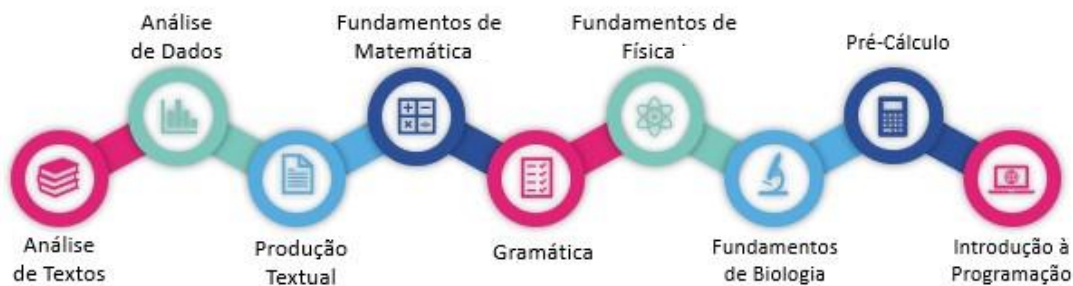 Análise
de Textos
Análise
de Dados
Produção
Textual
Fundamentos de
Matemática
Gramática
Fundamentos de
Física
Fundamentos
de Biologia
Pré-Cálculo
Introdução à
Programação